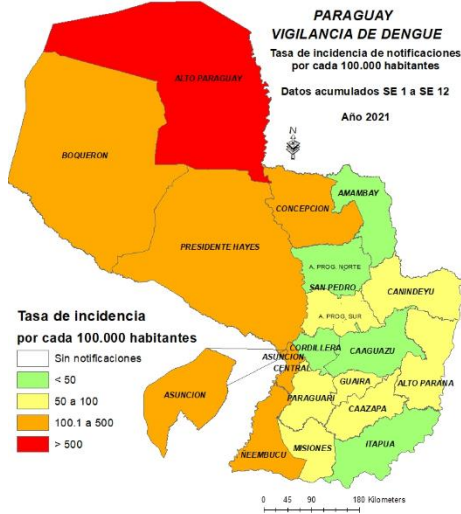 PARAGUAY
VIGILANCIA DE DENGUE
Tasa de incidencia de notificaciones
por cada 100.000 habitantes
Datos acumulados SE 1 a SE 12
Año 2021
N
ALTO PARAGUAY
BOQUERON
AMAMBAY
CONCEPCION
PRESIDENTE HAYES
A. PROG. NORTE
SAN PEDRO
CANINDEYU
A. PROG. SUR
Tasa de incidencia
por cada 100.000 habitantes
Sin notificaciones
< 50
50 a 100
100.1 a 500
> 500
CORDILLERA
ASUNCION
CAAGUAZU
CENTRAL
ASUNCION
GUAIRA
ALTO PARANA
PARAGUARI
CAAZAPA
ÑEEMBUCU
MISIONES
ITAPUA
0 45 90 180 Kilometers